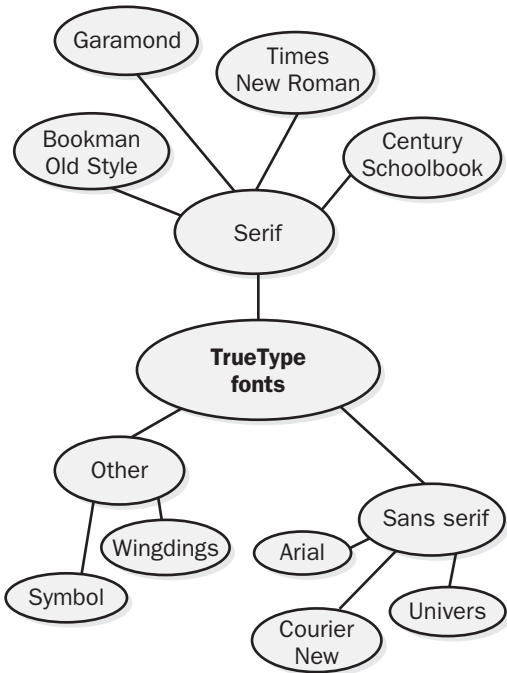 Garamond
Times
New Roman
Bookman
Old Style
Century
Schoolbook
Serif
TrueType
fonts
Other
Sans serif
Wingdings
Arial
Symbol
Univers
Courier
New